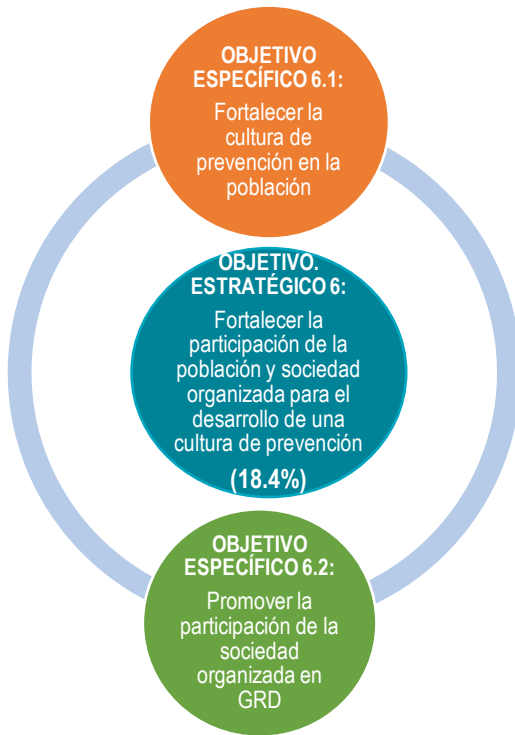 OBJETIVO
ESPECÍFICO 6.1:
Fortalecer la
cultura de
prevención en la
población
OBJETIVO.
ESTRATÉGICO 6:
Fortalecer la
participación de la
población y sociedad
organizada para el
desarrollo de una
cultura de prevención
(18.4%)
OBJETIVO
ESPECÍFICO 6.2:
Promover la
participación de la
sociedad
organizada en
GRD